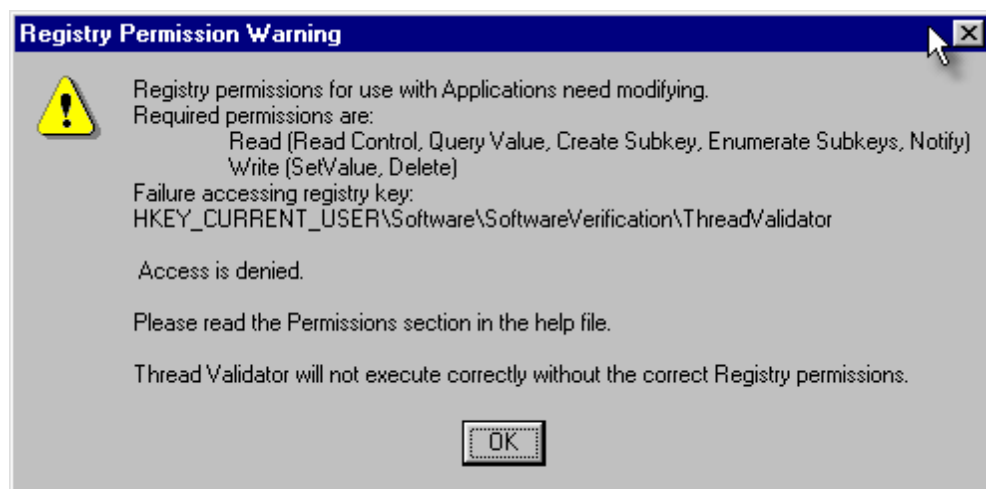 Registry Permission Warning
Registry permissions for use with Applications need modifying.
Required permissions are:
Read (Read Control, Query Value, Create Subkey, Enumerate Subkeys, Notify)
Write (SetValue, Delete)
Failure accessing registry key:
HKEY_CURRENT_USER\Software\SoftwareVerification\ThreadValidator
Access is denied.
Please read the Permissions section in the help file.
Thread Validator will not execute correctly without the correct Registry permissions.
OK